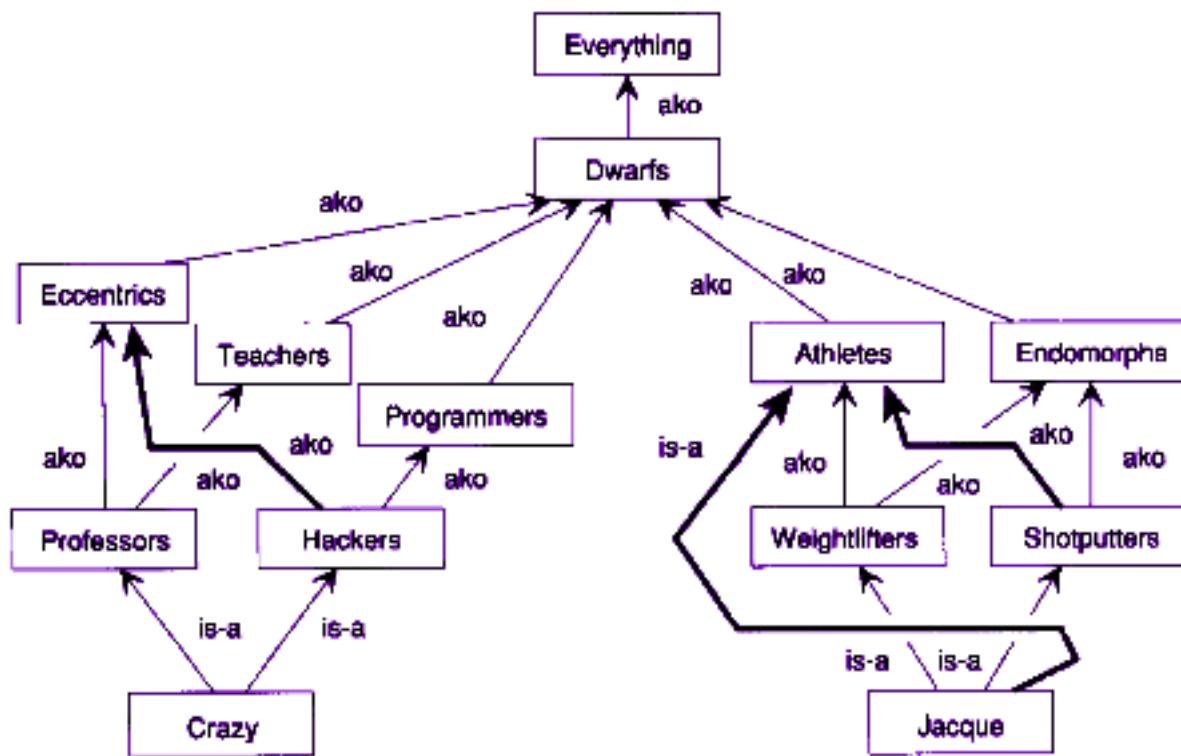 Everything
ako
Dwarfs
ako
ako
ako
ako
ako
Eccentrics
Teachers
Programmers
Athletes
Endomorphs
ako
ako
ako
ako
is-a
ako
ako
ako
ako
Professors
Hackers
Weightlifters
Shotputters
is-a
is-a
is-a
is-a
Crazy
Jacque